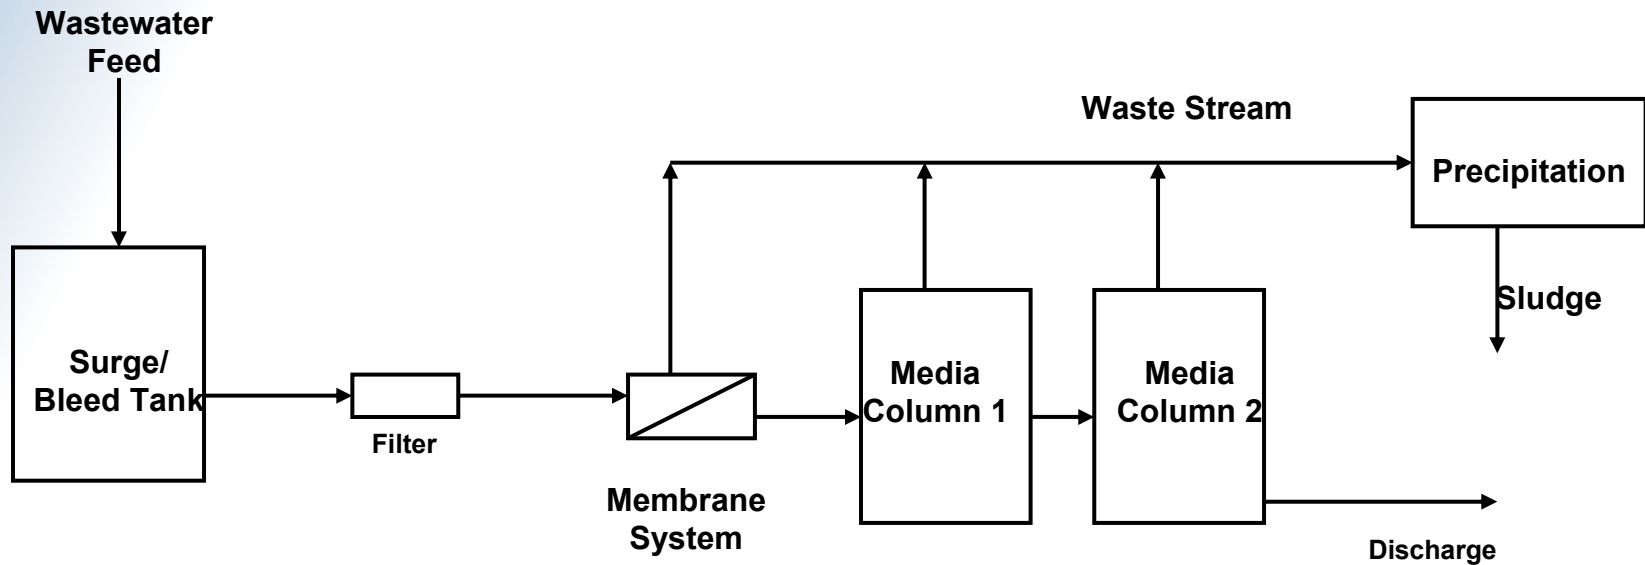 Wastewater
Feed
Waste Stream
Precipitation
Sludge
Surge/
Bleed Tank
Filter
Membrane
System
Media
Column 1
Media
Column 2
Discharge